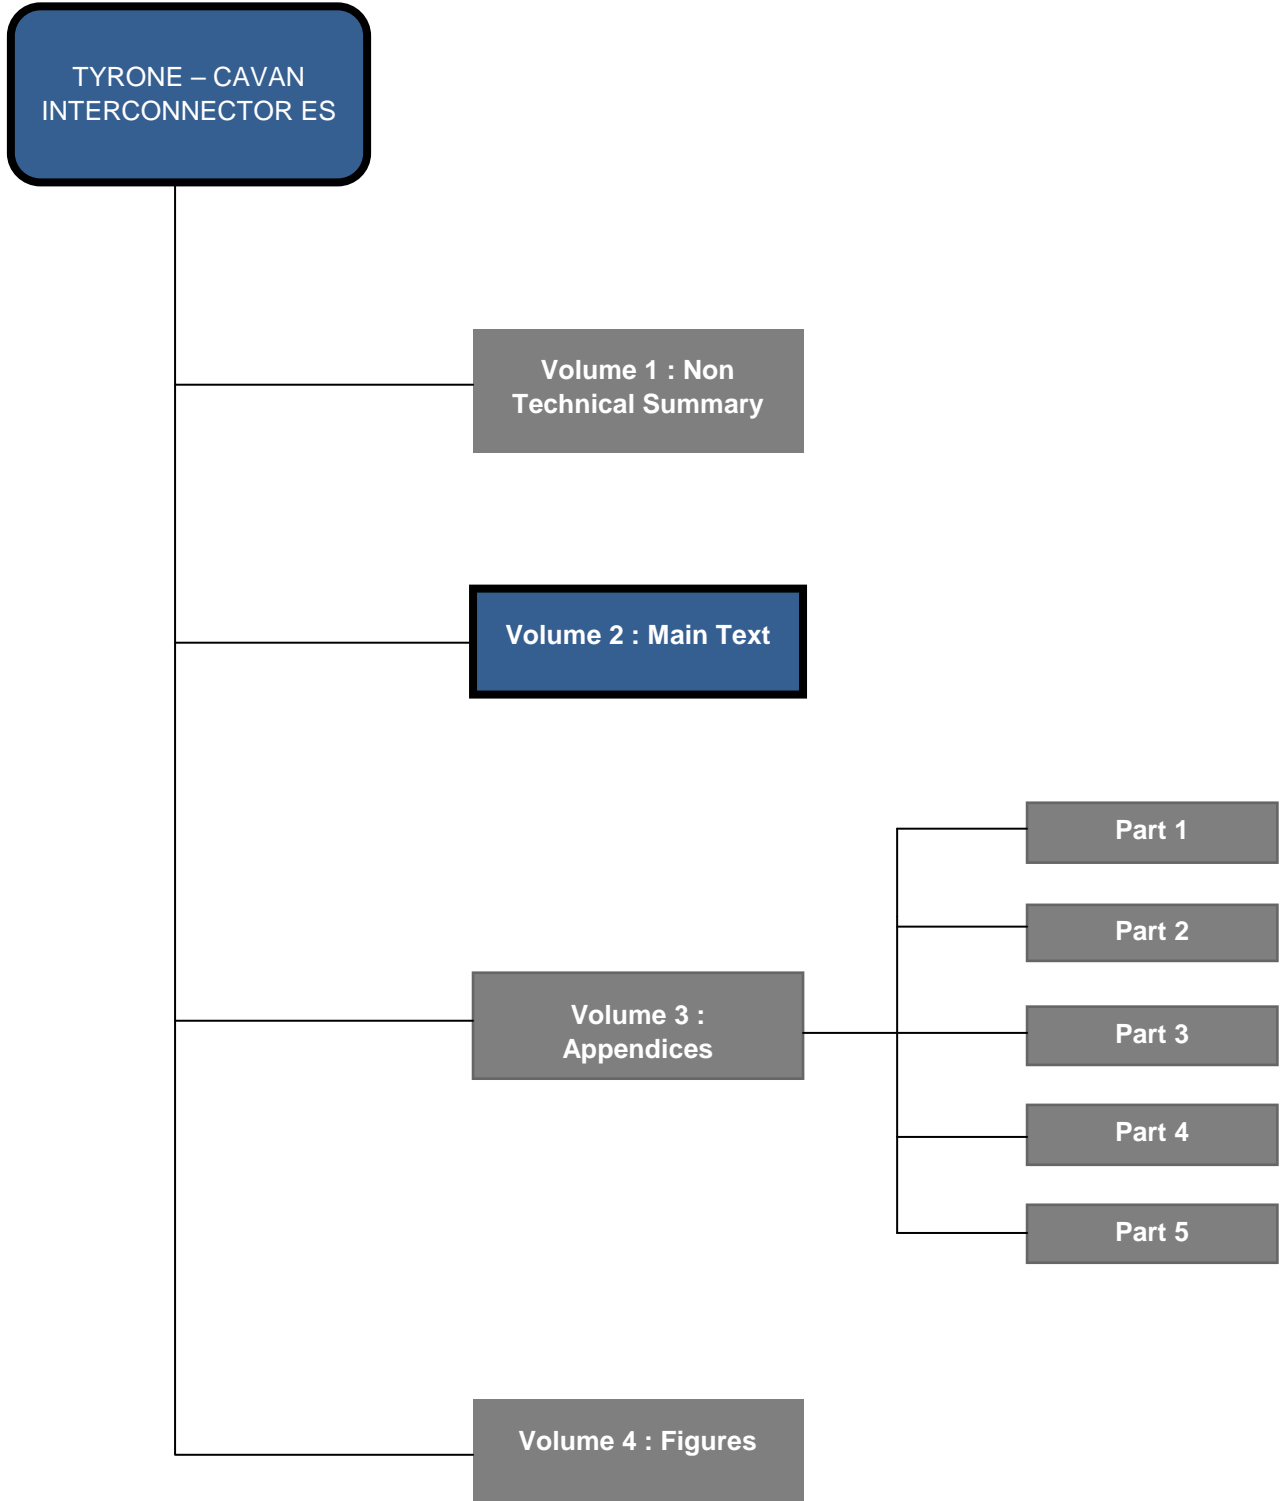 TYRONE – CAVAN
INTERCONNECTOR ES
Volume 1 : Non
Technical Summary
Volume 2 : Main Text
Volume 3 :
Appendices
Part 1
Part 2
Part 3
Part 4
Part 5
Volume 4 : Figures